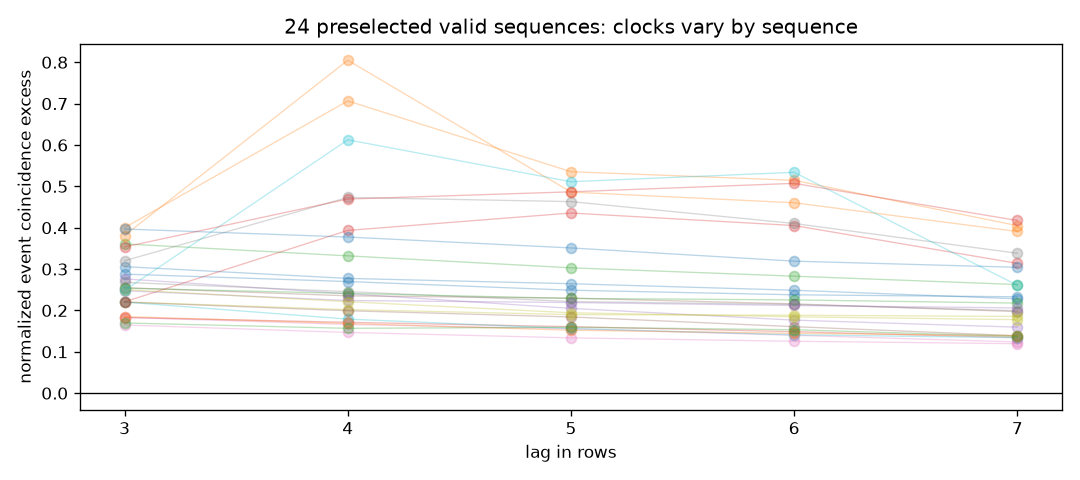 24 preselected valid sequences: clocks vary by sequence
normalized event coincidence excess
0.8
0.7
0.6
0.5
0.4
0.3
0.2
0.1
0.0
3 4 5 6 7
lag in rows